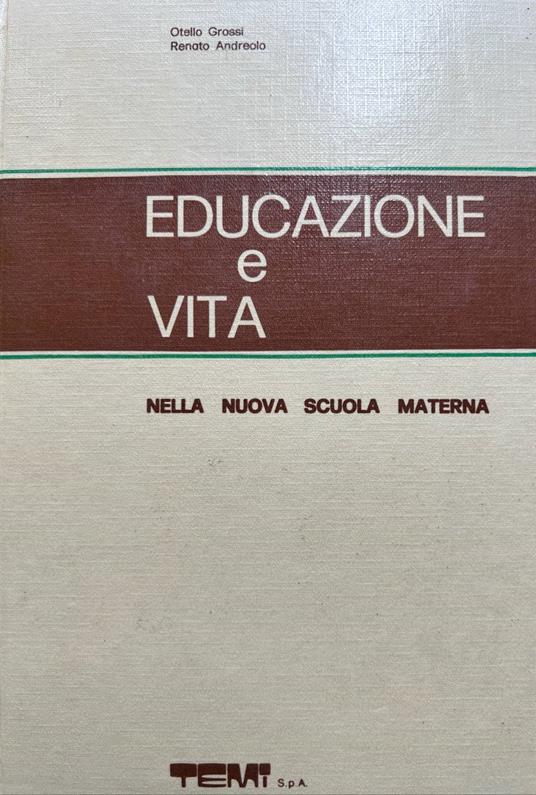 Otello Grossi
Renato Andreolo
EDUCAZIONE
e
VITA
NELLA NUOVA SCUOLA MATERNA
TEMI S.p.A.